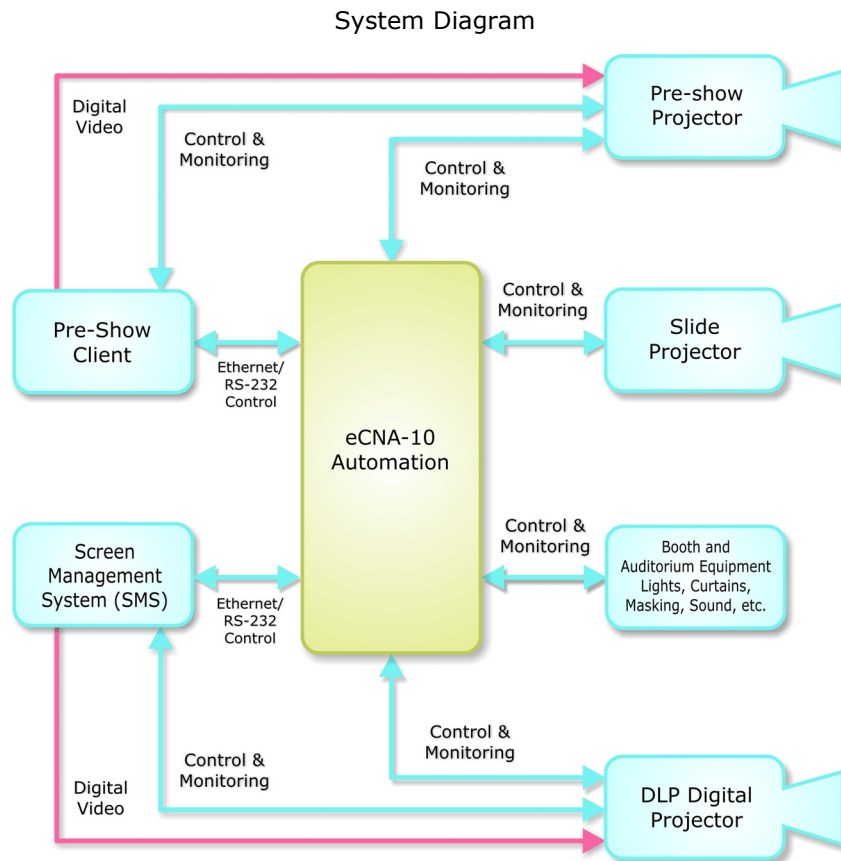 System Diagram
Pre-show
Projector
Digital
Video
Control &
Monitoring
Control &
Monitoring
Pre-Show
Client
Ethernet/
RS-232
Control
Control &
Monitoring
Slide
Projector
eCNA-10
Automation
Screen
Management
System (SMS)
Ethernet/
RS-232
Control
Control &
Monitoring
Booth and
Auditorium Equipment
Lights, Curtains,
Masking, Sound, etc.
Control &
Monitoring
Control &
Monitoring
Digital
Video
DLP Digital
Projector